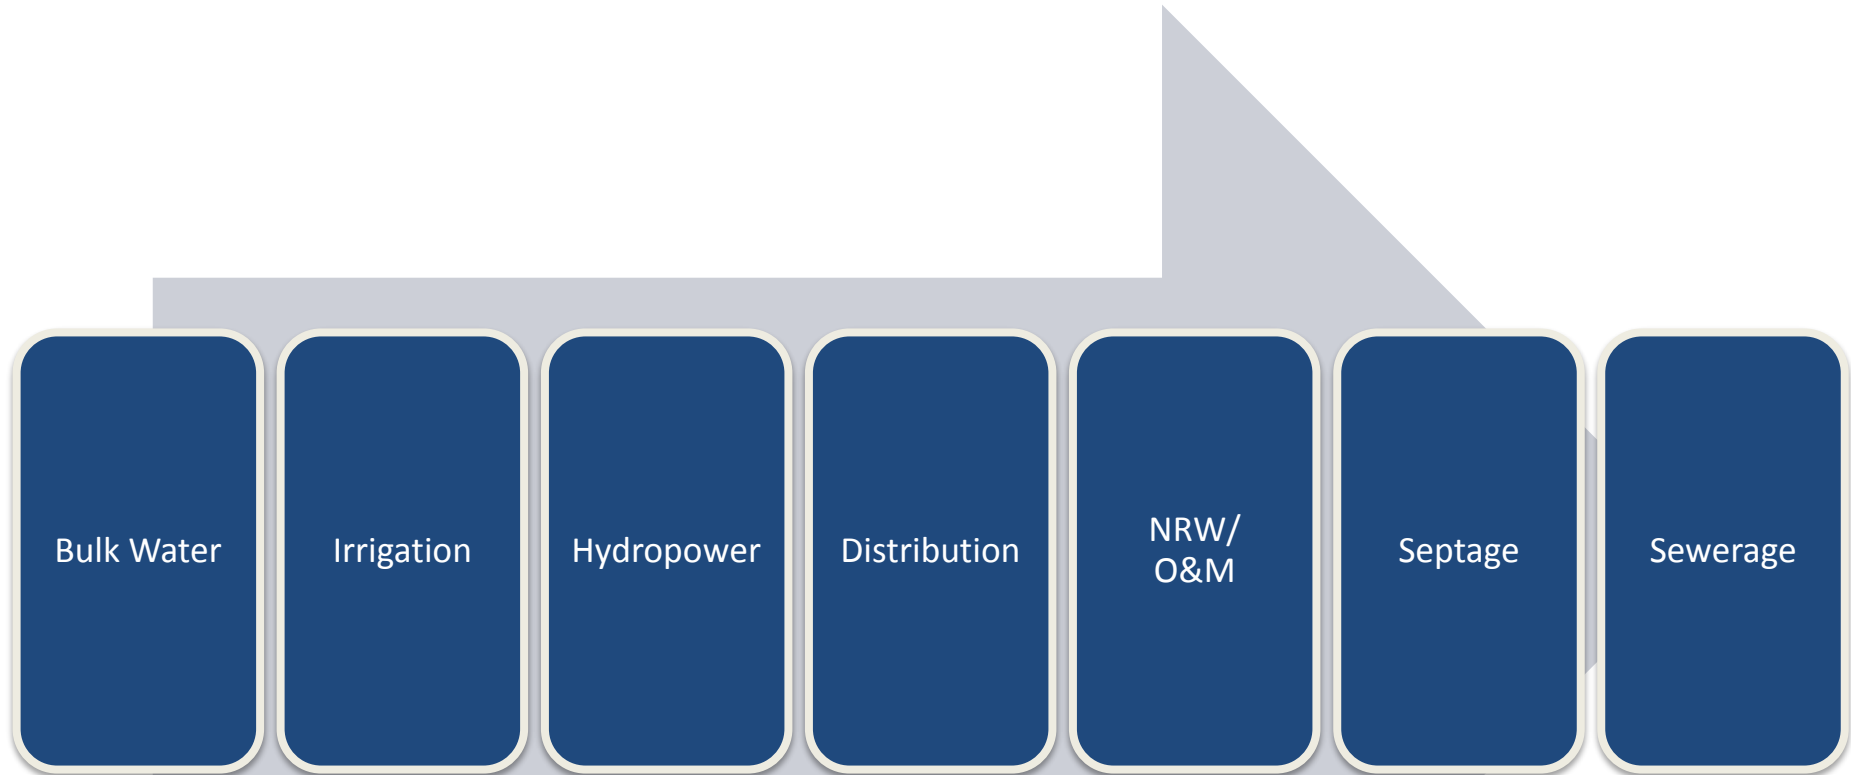 Bulk Water
Irrigation
Hydropower
Distribution
NRW/
O&M
Septage
Sewerage